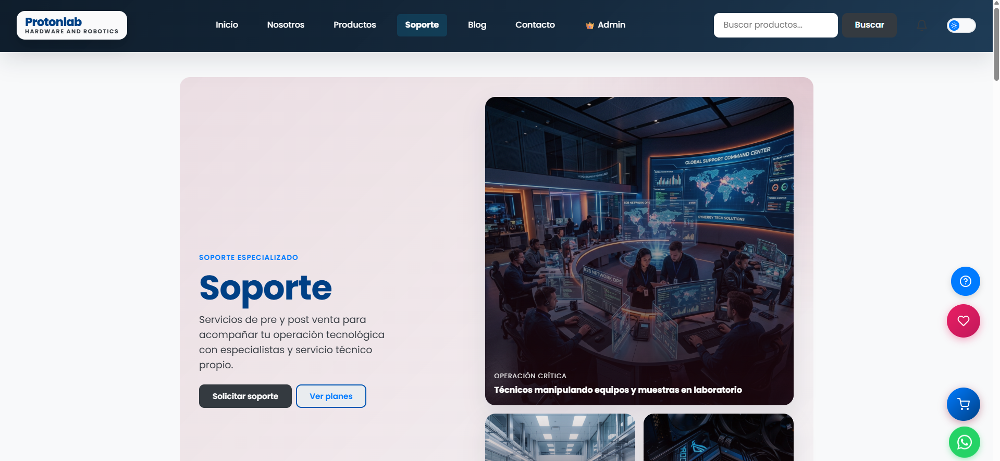 Protonlab
HARDWARE AND ROBOTICS
Inicio
Nosotros
Productos
Soporte
Blog
Contacto
Admin
Buscar productos...
Buscar
SOPORTE ESPECIALIZADO
Soporte
Servicios de pre y post venta para
acompañar tu operación tecnológica
con especialistas y servicio técnico
propio.
Solicitar soporte
Ver planes
GLOBAL SUPPORT COMMAND CENTER
SYNERGY TECH SOLUTIONS
B2B NETWORK OPS
B2B NETWORK OPS
OPERACIÓN CRÍTICA
Técnicos manipulando equipos y muestras en laboratorio